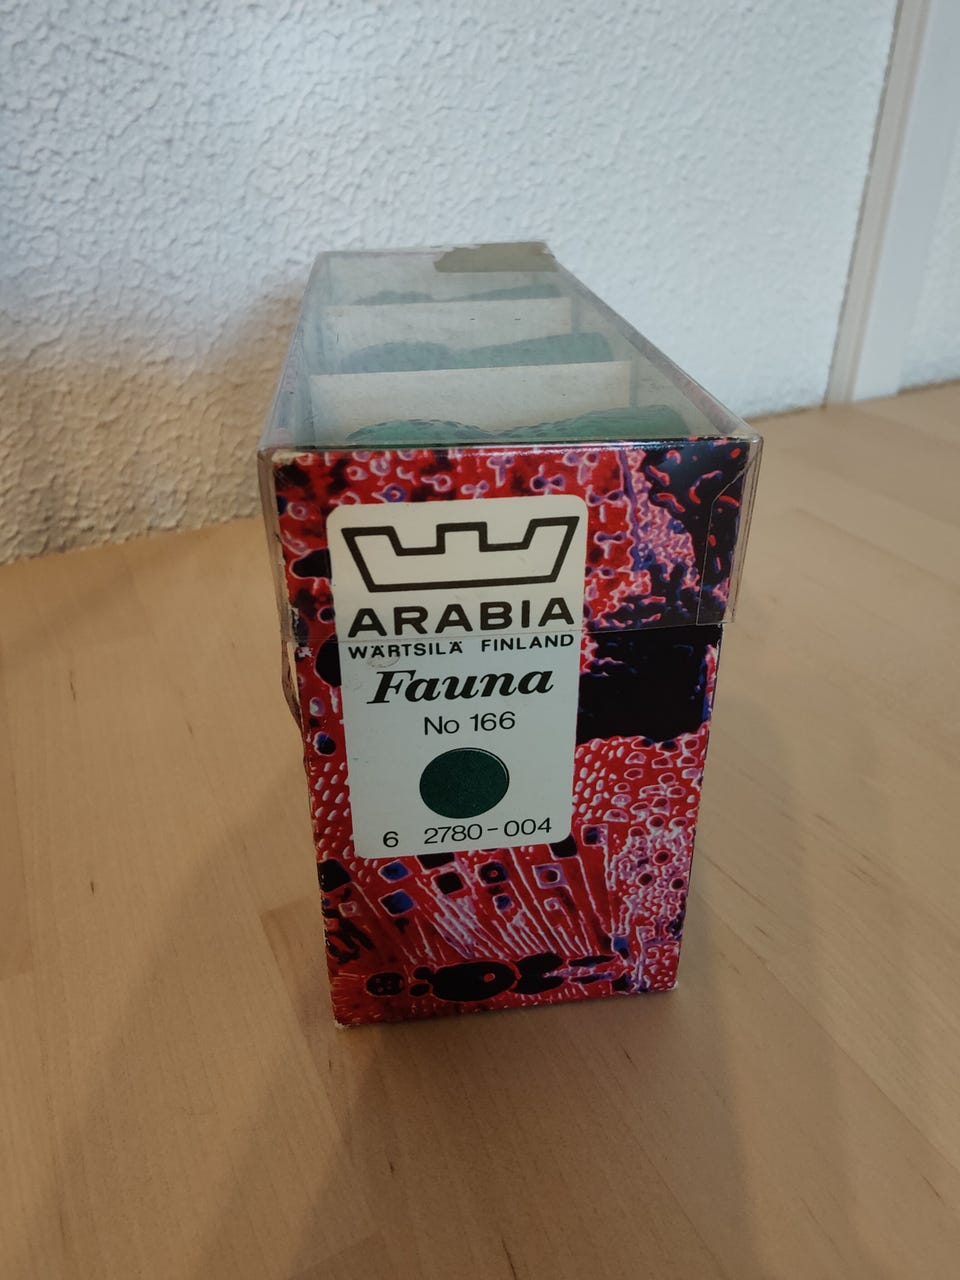 ARABIA
WÄRTSILÄ FINLAND
Fauna
No 166
6 2780-004